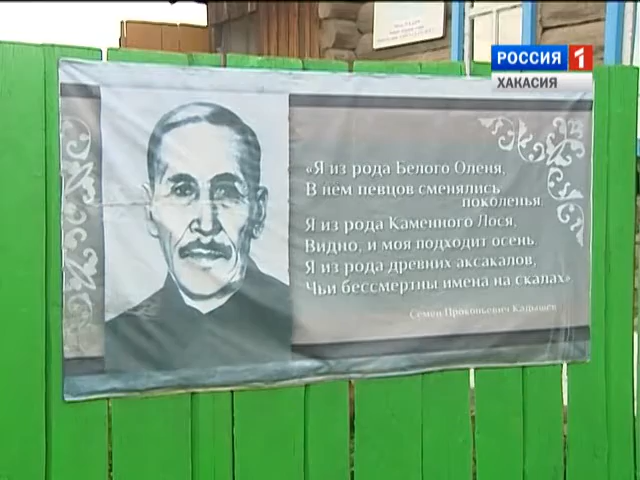 РОССИЯ 1
ХАКАСИЯ
«Я из рода Белого Оленя,
В нем певцов сменялись
поколенья,
Я из рода Каменного Лося,
Видно, и моя подходит осень
Я из рода древних аксакалов,
Чьи бессмертны имена на скалах»
Семен Прокопьевич Кадышев